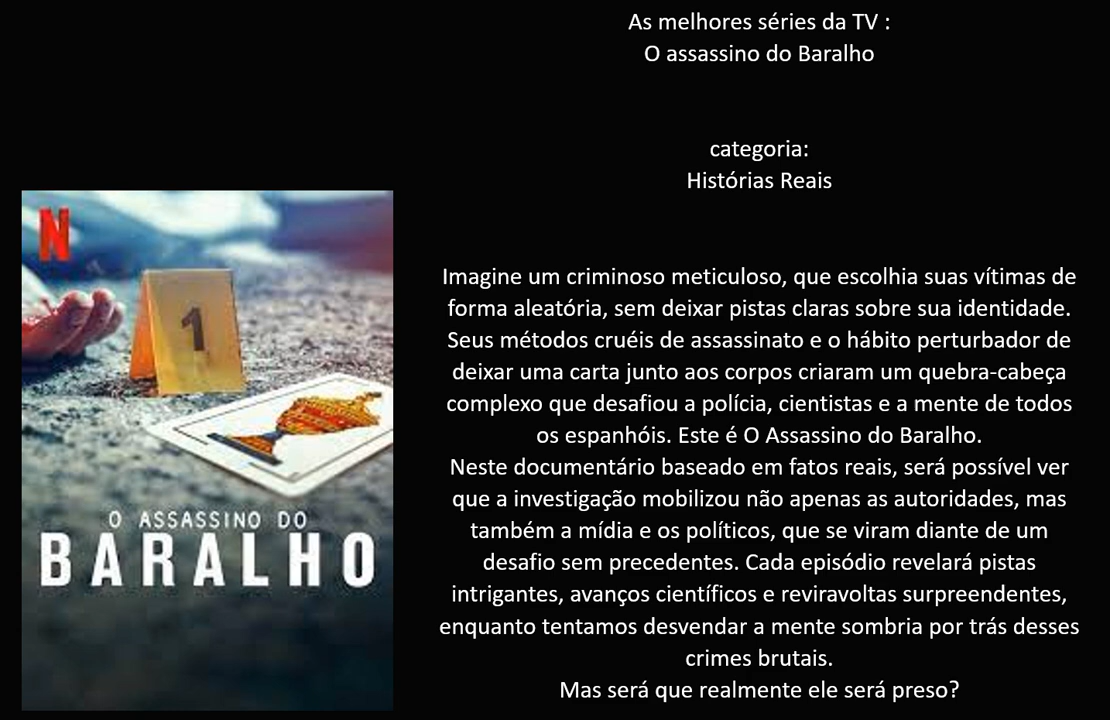 As melhores séries da TV :
O assassino do Baralho
categoria:
Histórias Reais
N
1
O ASSASSINO DO
BARALHO
Imagine um criminoso meticuloso, que escolhia suas vítimas de
forma aleatória, sem deixar pistas claras sobre sua identidade.
Seus métodos cruéis de assassinato e o hábito perturbador de
deixar uma carta junto aos corpos criaram um quebra-cabeça
complexo que desafiou a polícia, cientistas e a mente de todos
os espanhóis. Este é O Assassino do Baralho.
Neste documentário baseado em fatos reais, será possível ver
que a investigação mobilizou não apenas as autoridades, mas
também a mídia e os políticos, que se viram diante de um
desafio sem precedentes. Cada episódio revelará pistas
intrigantes, avanços científicos e reviravoltas surpreendentes,
enquanto tentamos desvendar a mente sombria por trás desses
crimes brutais.
Mas será que realmente ele será preso?